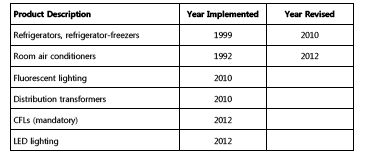 Product Description Year Implemented Year Revised
Refrigerators, refrigerator-freezers 1999 2010
Room air conditioners 1992 2012
Fluorescent lighting 2010
Distribution transformers 2010
CFLs (mandatory) 2012
LED lighting 2012